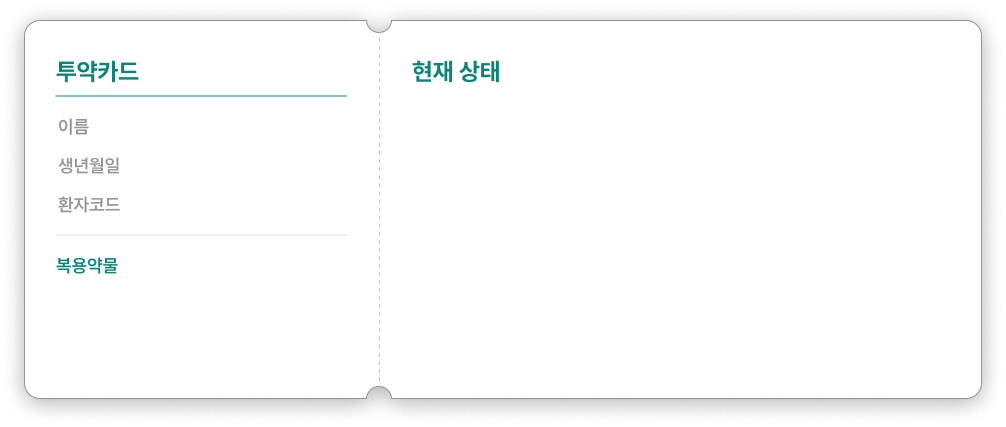 투약카드
이름
생년월일
환자코드
복용약물
현재 상태